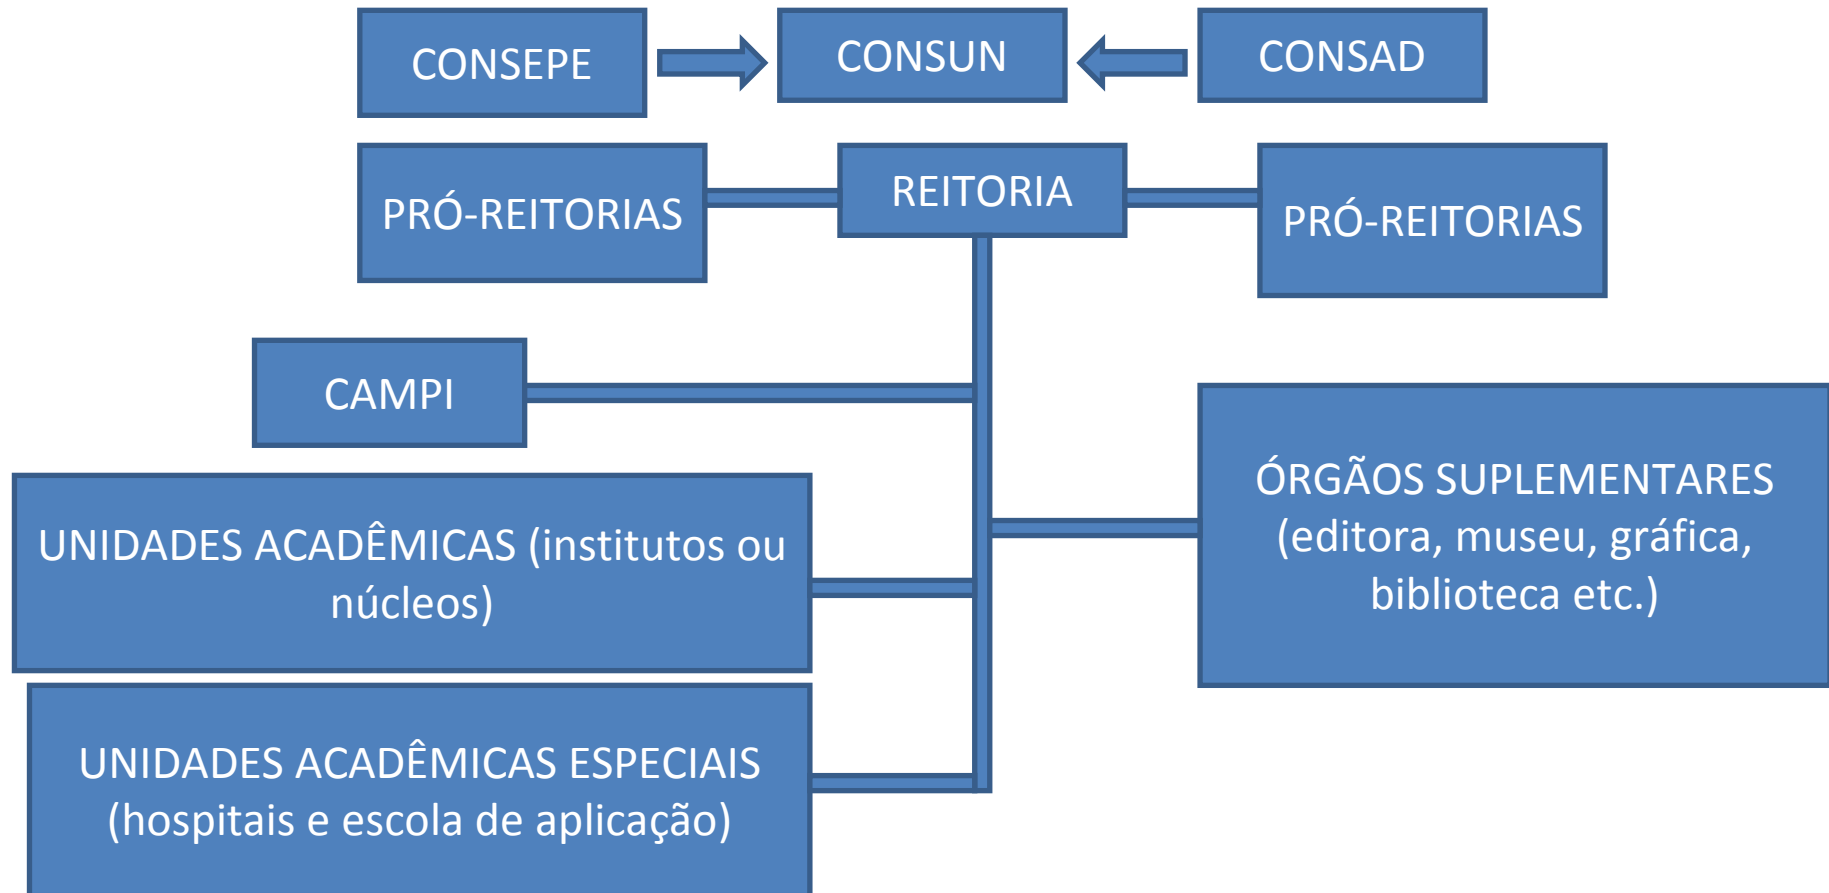 CONSEPE
CONSUN
CONSAD
PRÓ-REITORIAS
REITORIA
PRÓ-REITORIAS
CAMPI
UNIDADES ACADÊMICAS (institutos ou
núcleos)
ÓRGÃOS SUPLEMENTARES
(editora, museu, gráfica,
biblioteca etc.)
UNIDADES ACADÊMICAS ESPECIAIS
(hospitais e escola de aplicação)